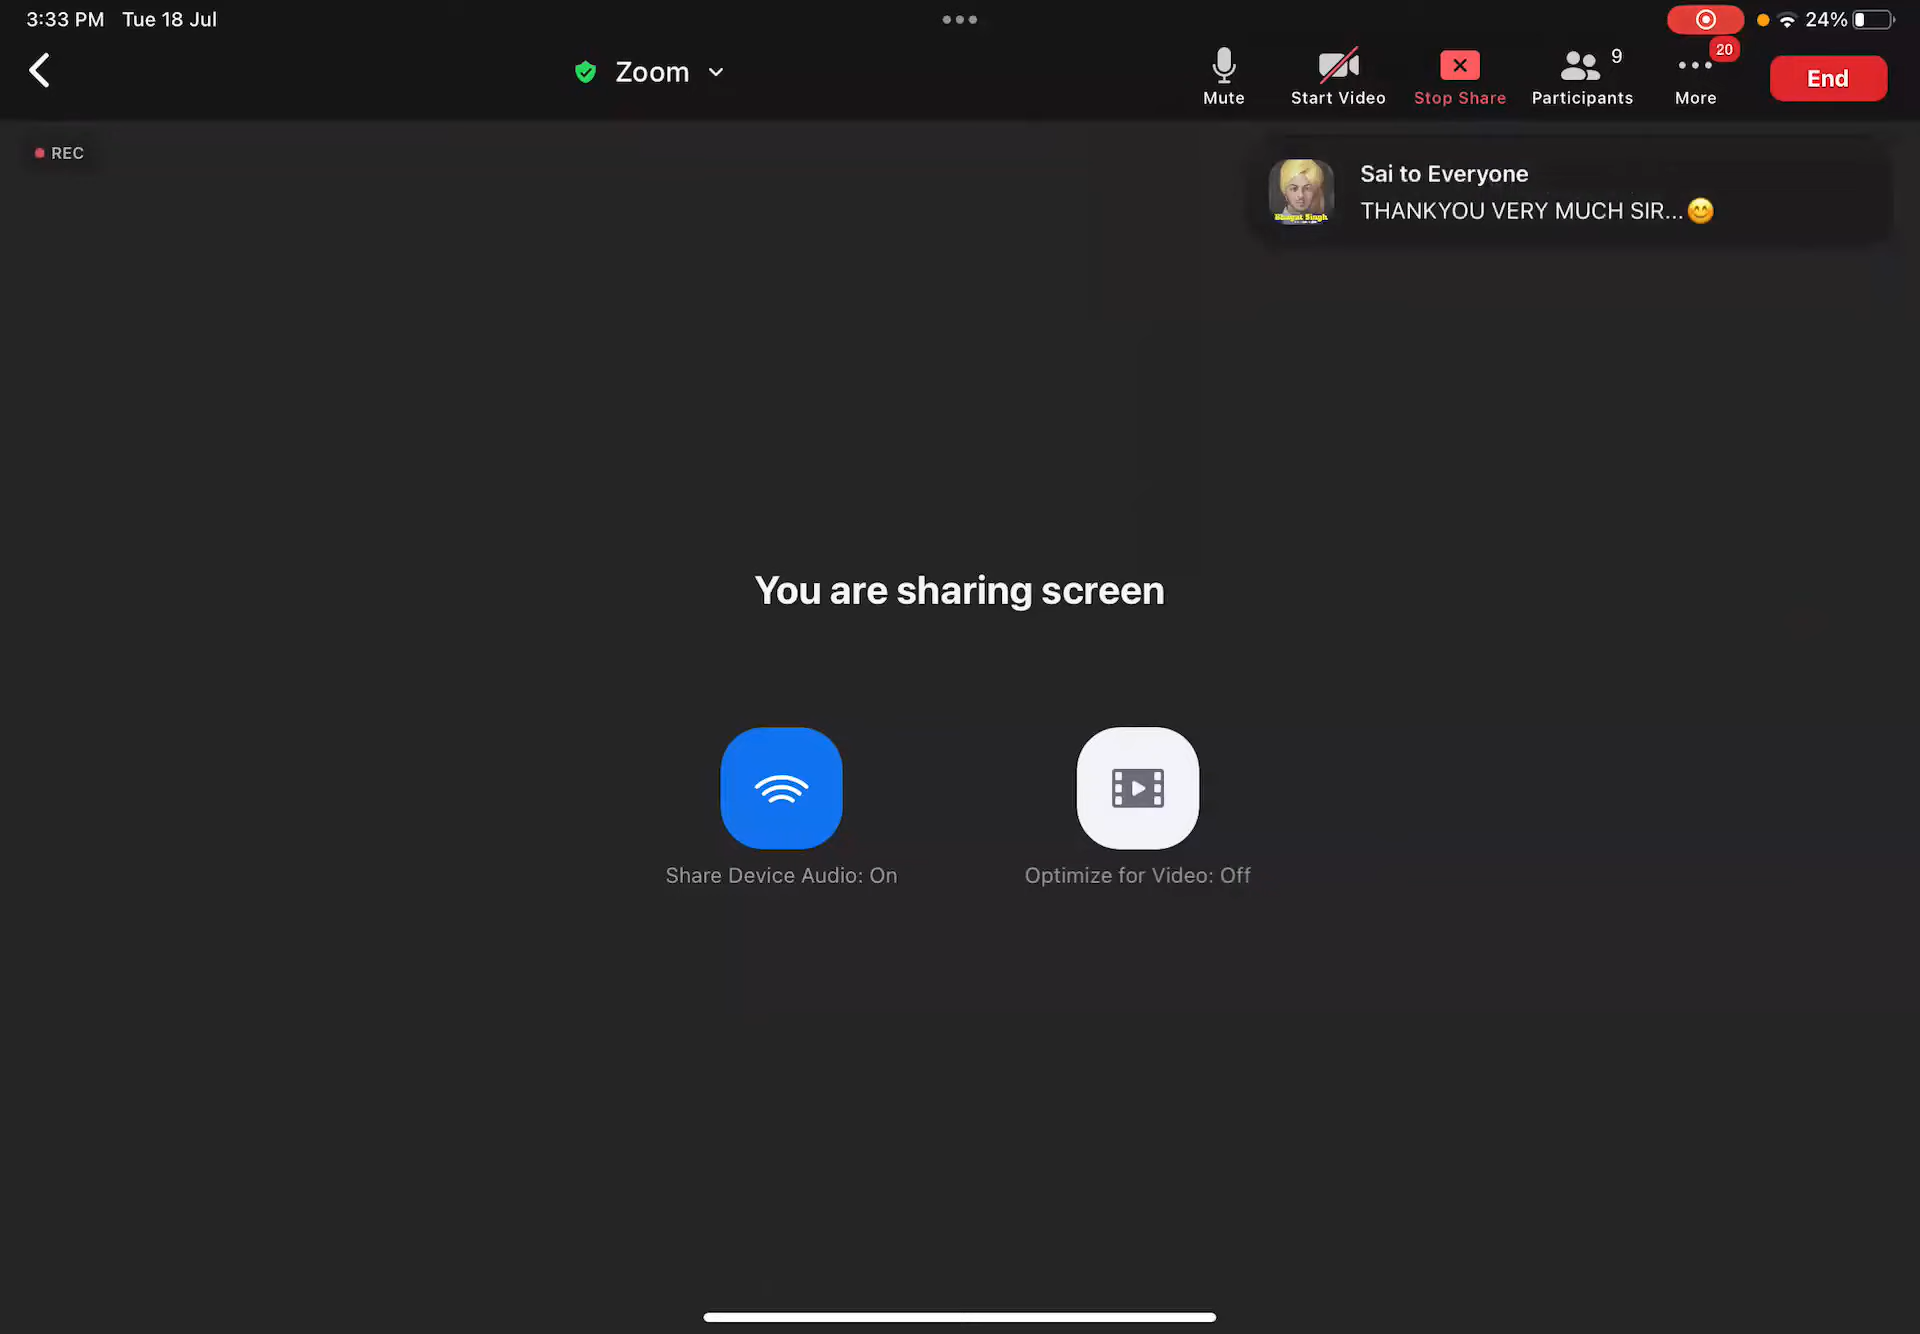 3:33 PM Tue 18 Jul
24%
Zoom
Mute
Start Video
Stop Share
9
Participants
20
More
End
REC
Sai to Everyone
THANKYOU VERY MUCH SIR...😊
Bhagat Singh
You are sharing screen
Share Device Audio: On
Optimize for Video: Off